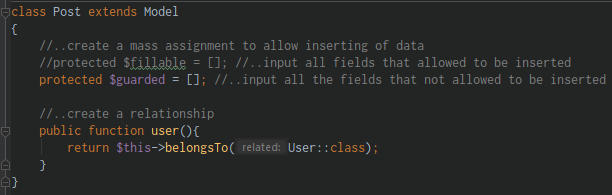 class Post extends Model
{
//..create a mass assignment to allow inserting of data
//protected $fillable = []; //..input all fields that allowed to be inserted
protected $guarded = []; //..input all the fields that not allowed to be inserted
//..create a relationship
public function user(){
return $this->belongsTo( related: User::class);
}
}